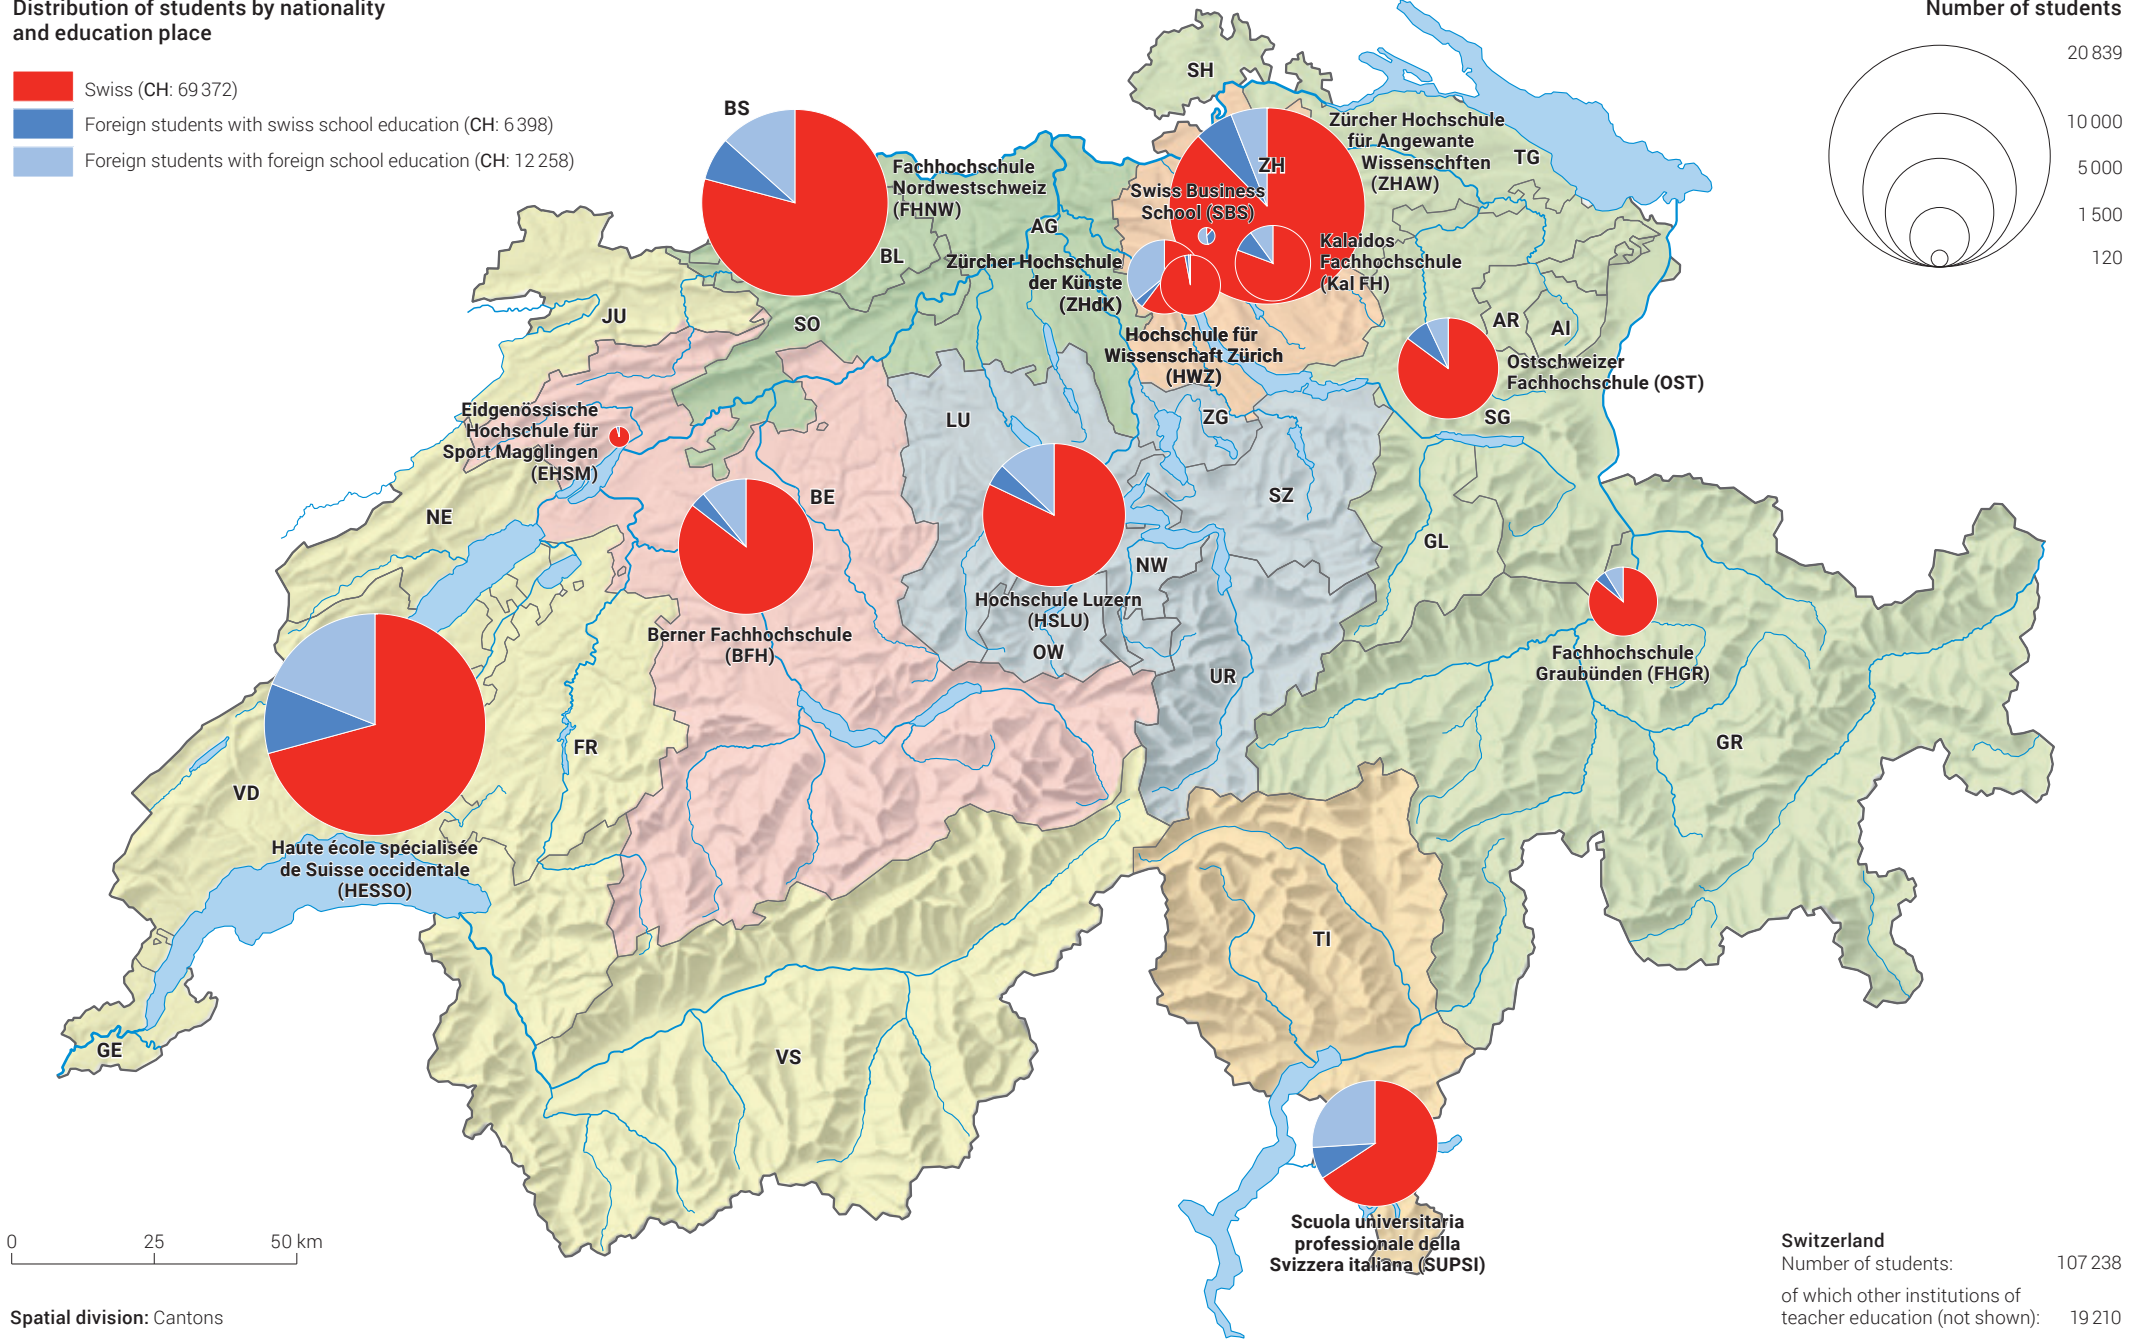 Distribution of students by nationality
and education place
Swiss (CH: 69 372)
Foreign students with swiss school education (CH: 6 398)
Foreign students with foreign school education (CH: 12 258)
Number of students
20 839
10 000
5 000
1 500
120
SH
BS
Fachhochschule
Nordwestschweiz
(FHNW)
AG
BL
SO
JU
Zürcher Hochschule
für Angewante
Wissenschften
(ZHAW)
TG
ZH
Swiss Business
School (SBS)
Kalaidos
Fachhochschule
(Kal FH)
Zürcher Hochschule
der Künste
(ZHdK)
Hochschule für
Wissenschaft Zürich
(HWZ)
AR
AI
Ostschweizer
Fachhochschule (OST)
SG
Eidgenössische
Hochschule für
Sport Magglingen
(EHSM)
LU
ZG
NE
BE
SZ
GL
NW
Hochschule Luzern
(HSLU)
OW
UR
Berner Fachhochschule
(BFH)
Fachhochschule
Graubünden (FHGR)
GR
FR
VD
Haute école spécialisée
de Suisse occidentale
(HESSO)
TI
GE
VS
Scuola universitaria
professionale della
Svizzera italiana (SUPSI)
0 25 50 km
Spatial division: Cantons
Switzerland
Number of students: 107 238
of which other institutions of
teacher education (not shown): 19 210